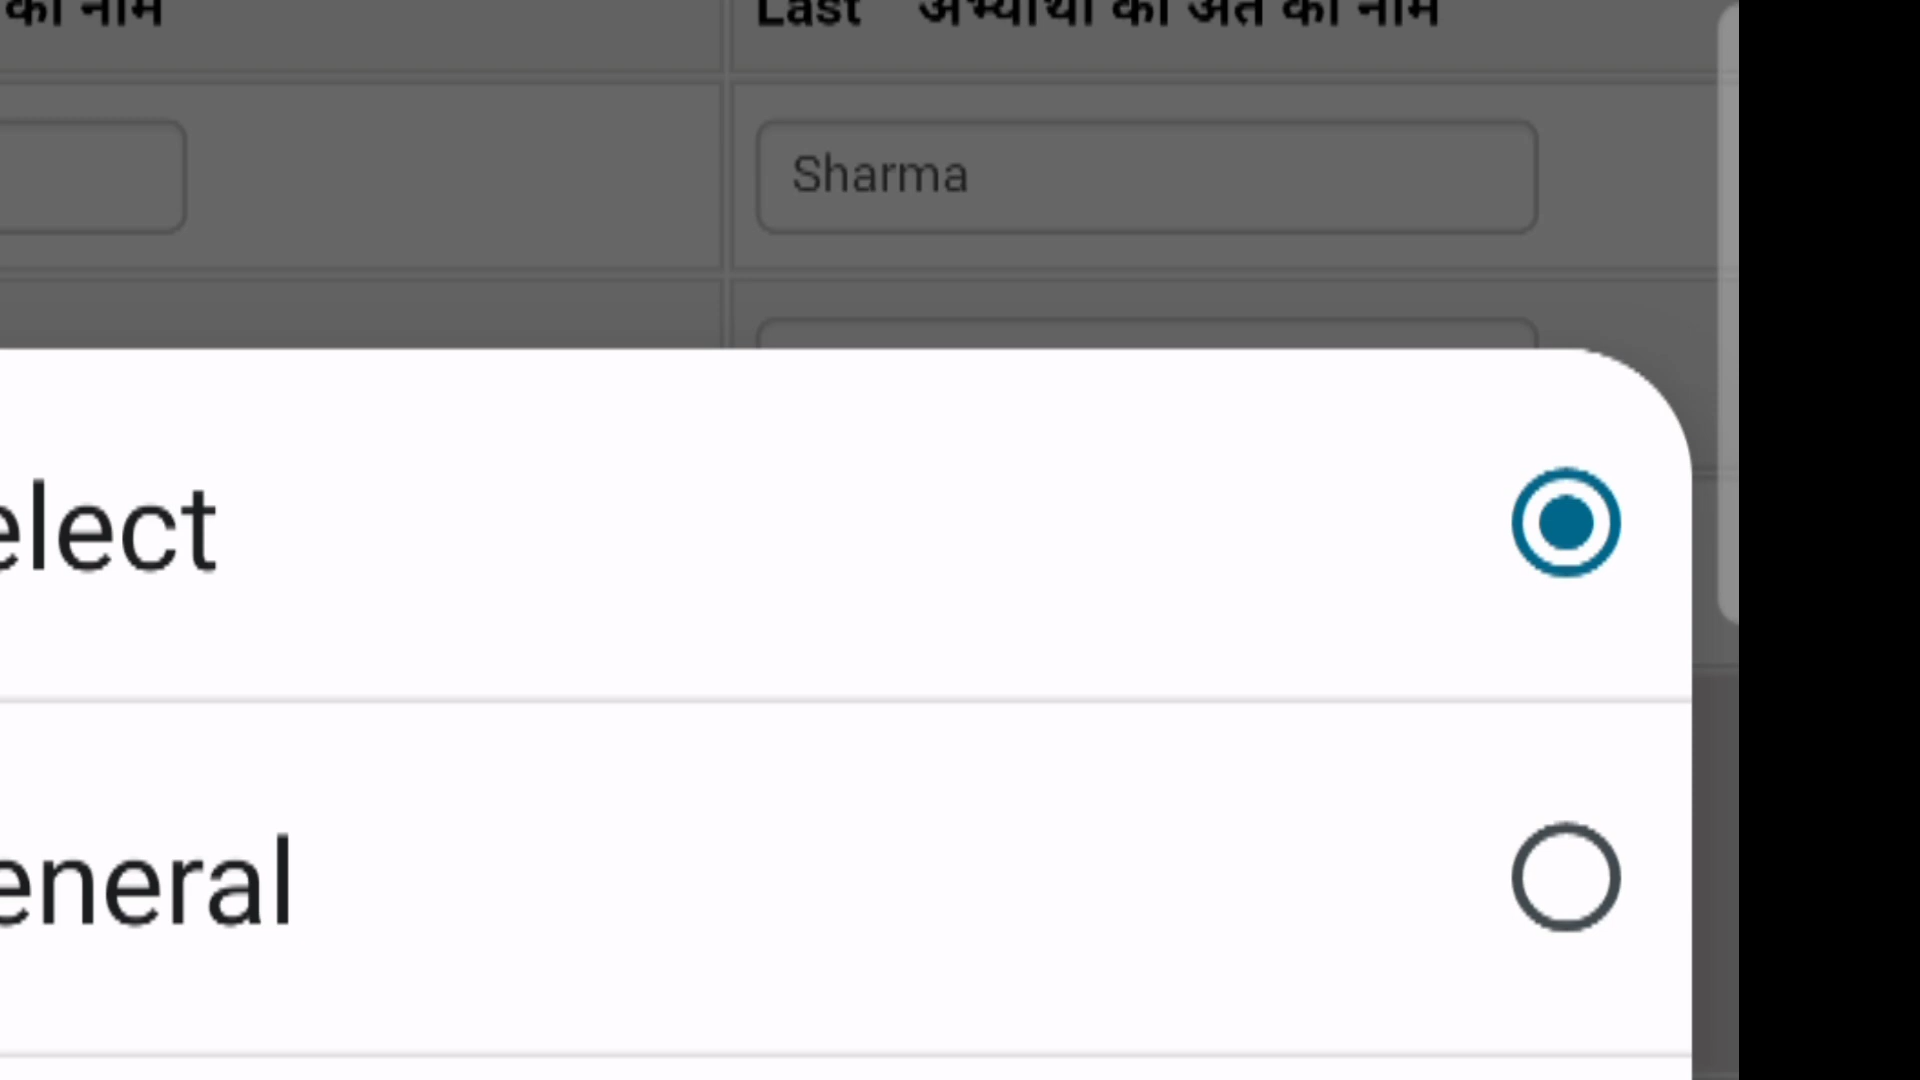 का नाम
Last अभ्यार्थी का अंत का नाम
Sharma
elect
eneral